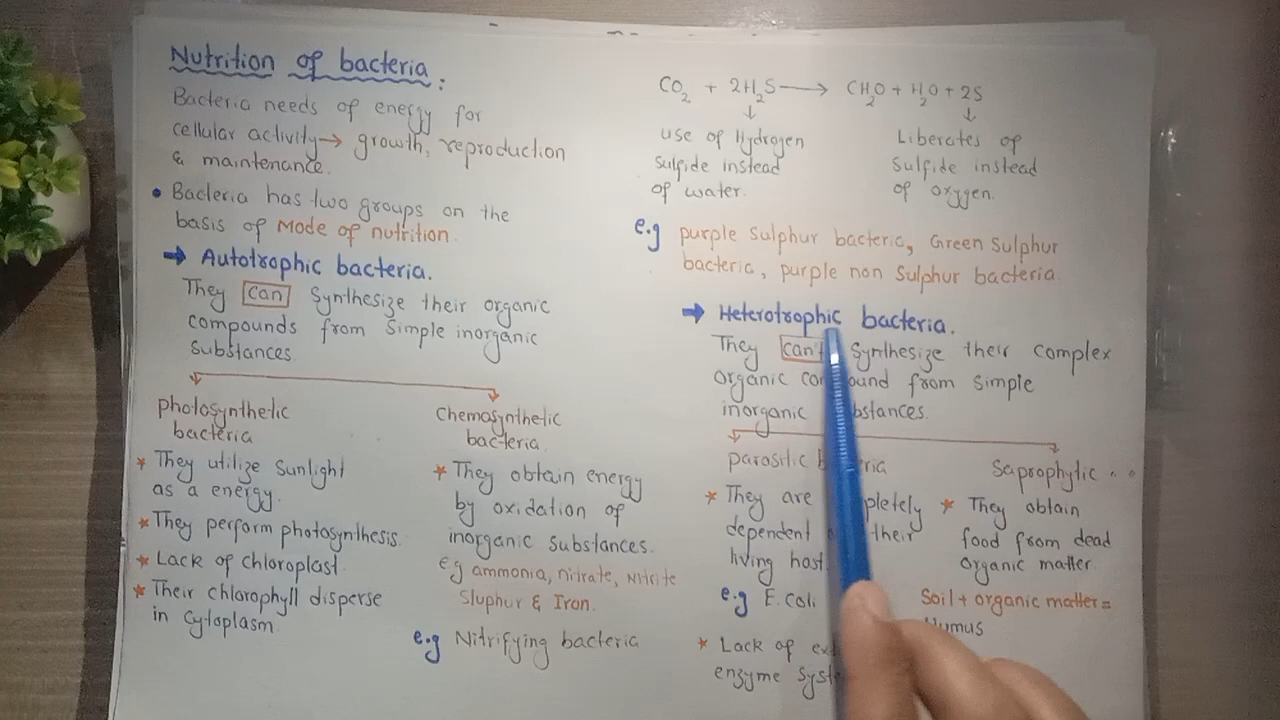 Nutrition of bacteria :
Bacteria needs of energy for
cellular activity → growth, reproduction
& maintenance.
• Bacteria has two groups on the
basis of Mode of nutrition.
→ Autotrophic bacteria.
They can synthesize their organic
compounds from simple inorganic
substances
photosynthetic
bacteria
* They utilize sunlight
as a energy.
* They perform photosynthesis.
* Lack of chloroplast
* Their chlorophyll disperse
in cytoplasm
Chemosynthetic
bacteria
* They obtain energy
by oxidation of
inorganic substances.
e.g ammonia, nitrate, Nitrite
Sluphur & Iron.
e.g Nitrifying bacteria
CO2 + 2H2S → CH2O + H2O + 2S
↓ ↓
use of Hydrogen
sulfide instead
of water.
Liberates of
sulfide instead
of oxygen.
e.g purple sulphur bacteria, Green sulphur
bacteria, purple non sulphur bacteria.
→ Heterotrophic bacteria.
They can't synthesize their complex
organic from simple
inorganic
parasitic
* They are
dependent their
living host.
e.g E.coli
* Lack of
enzyme
Saprophytic " "
* They obtain
food from dead
organic matter
Soil + organic matter =
Humus